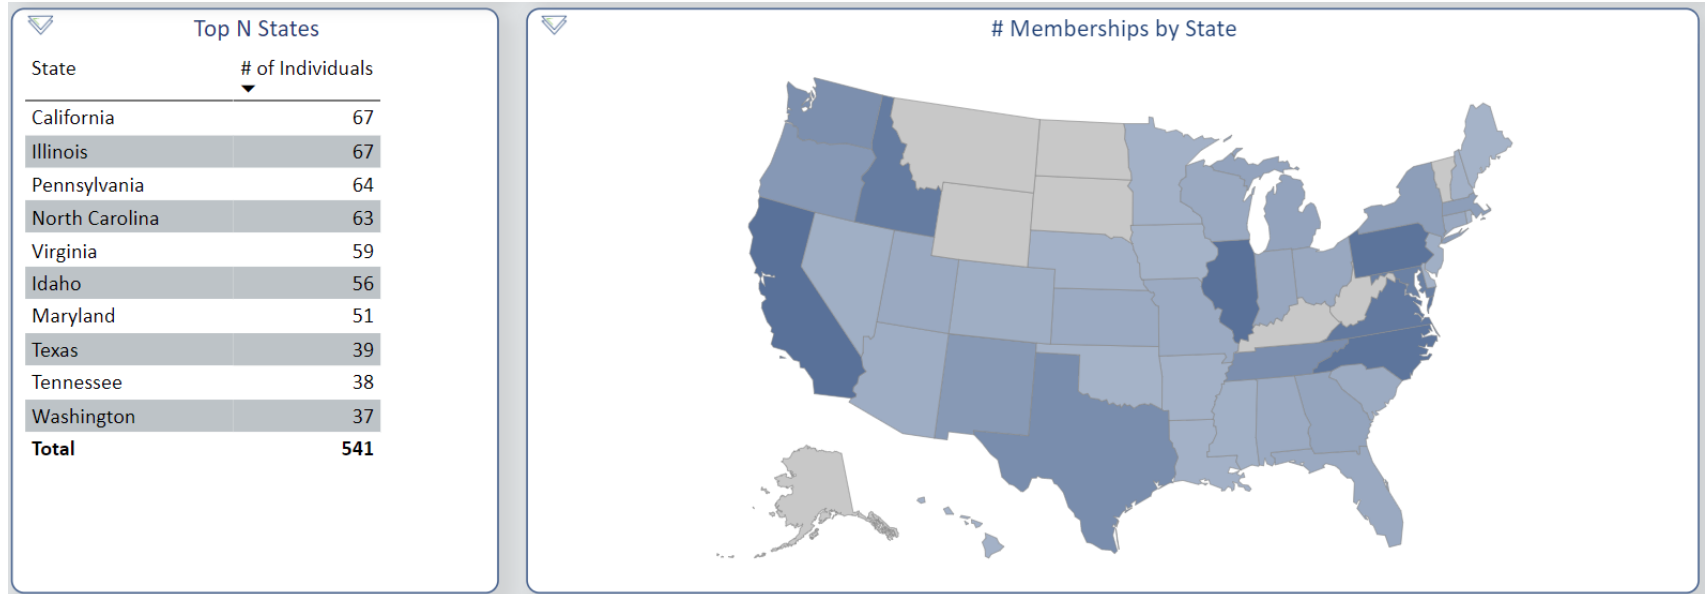 Top N States
State # of Individuals
California 67
Illinois 67
Pennsylvania 64
North Carolina 63
Virginia 59
Idaho 56
Maryland 51
Texas 39
Tennessee 38
Washington 37
Total 541
# Memberships by State